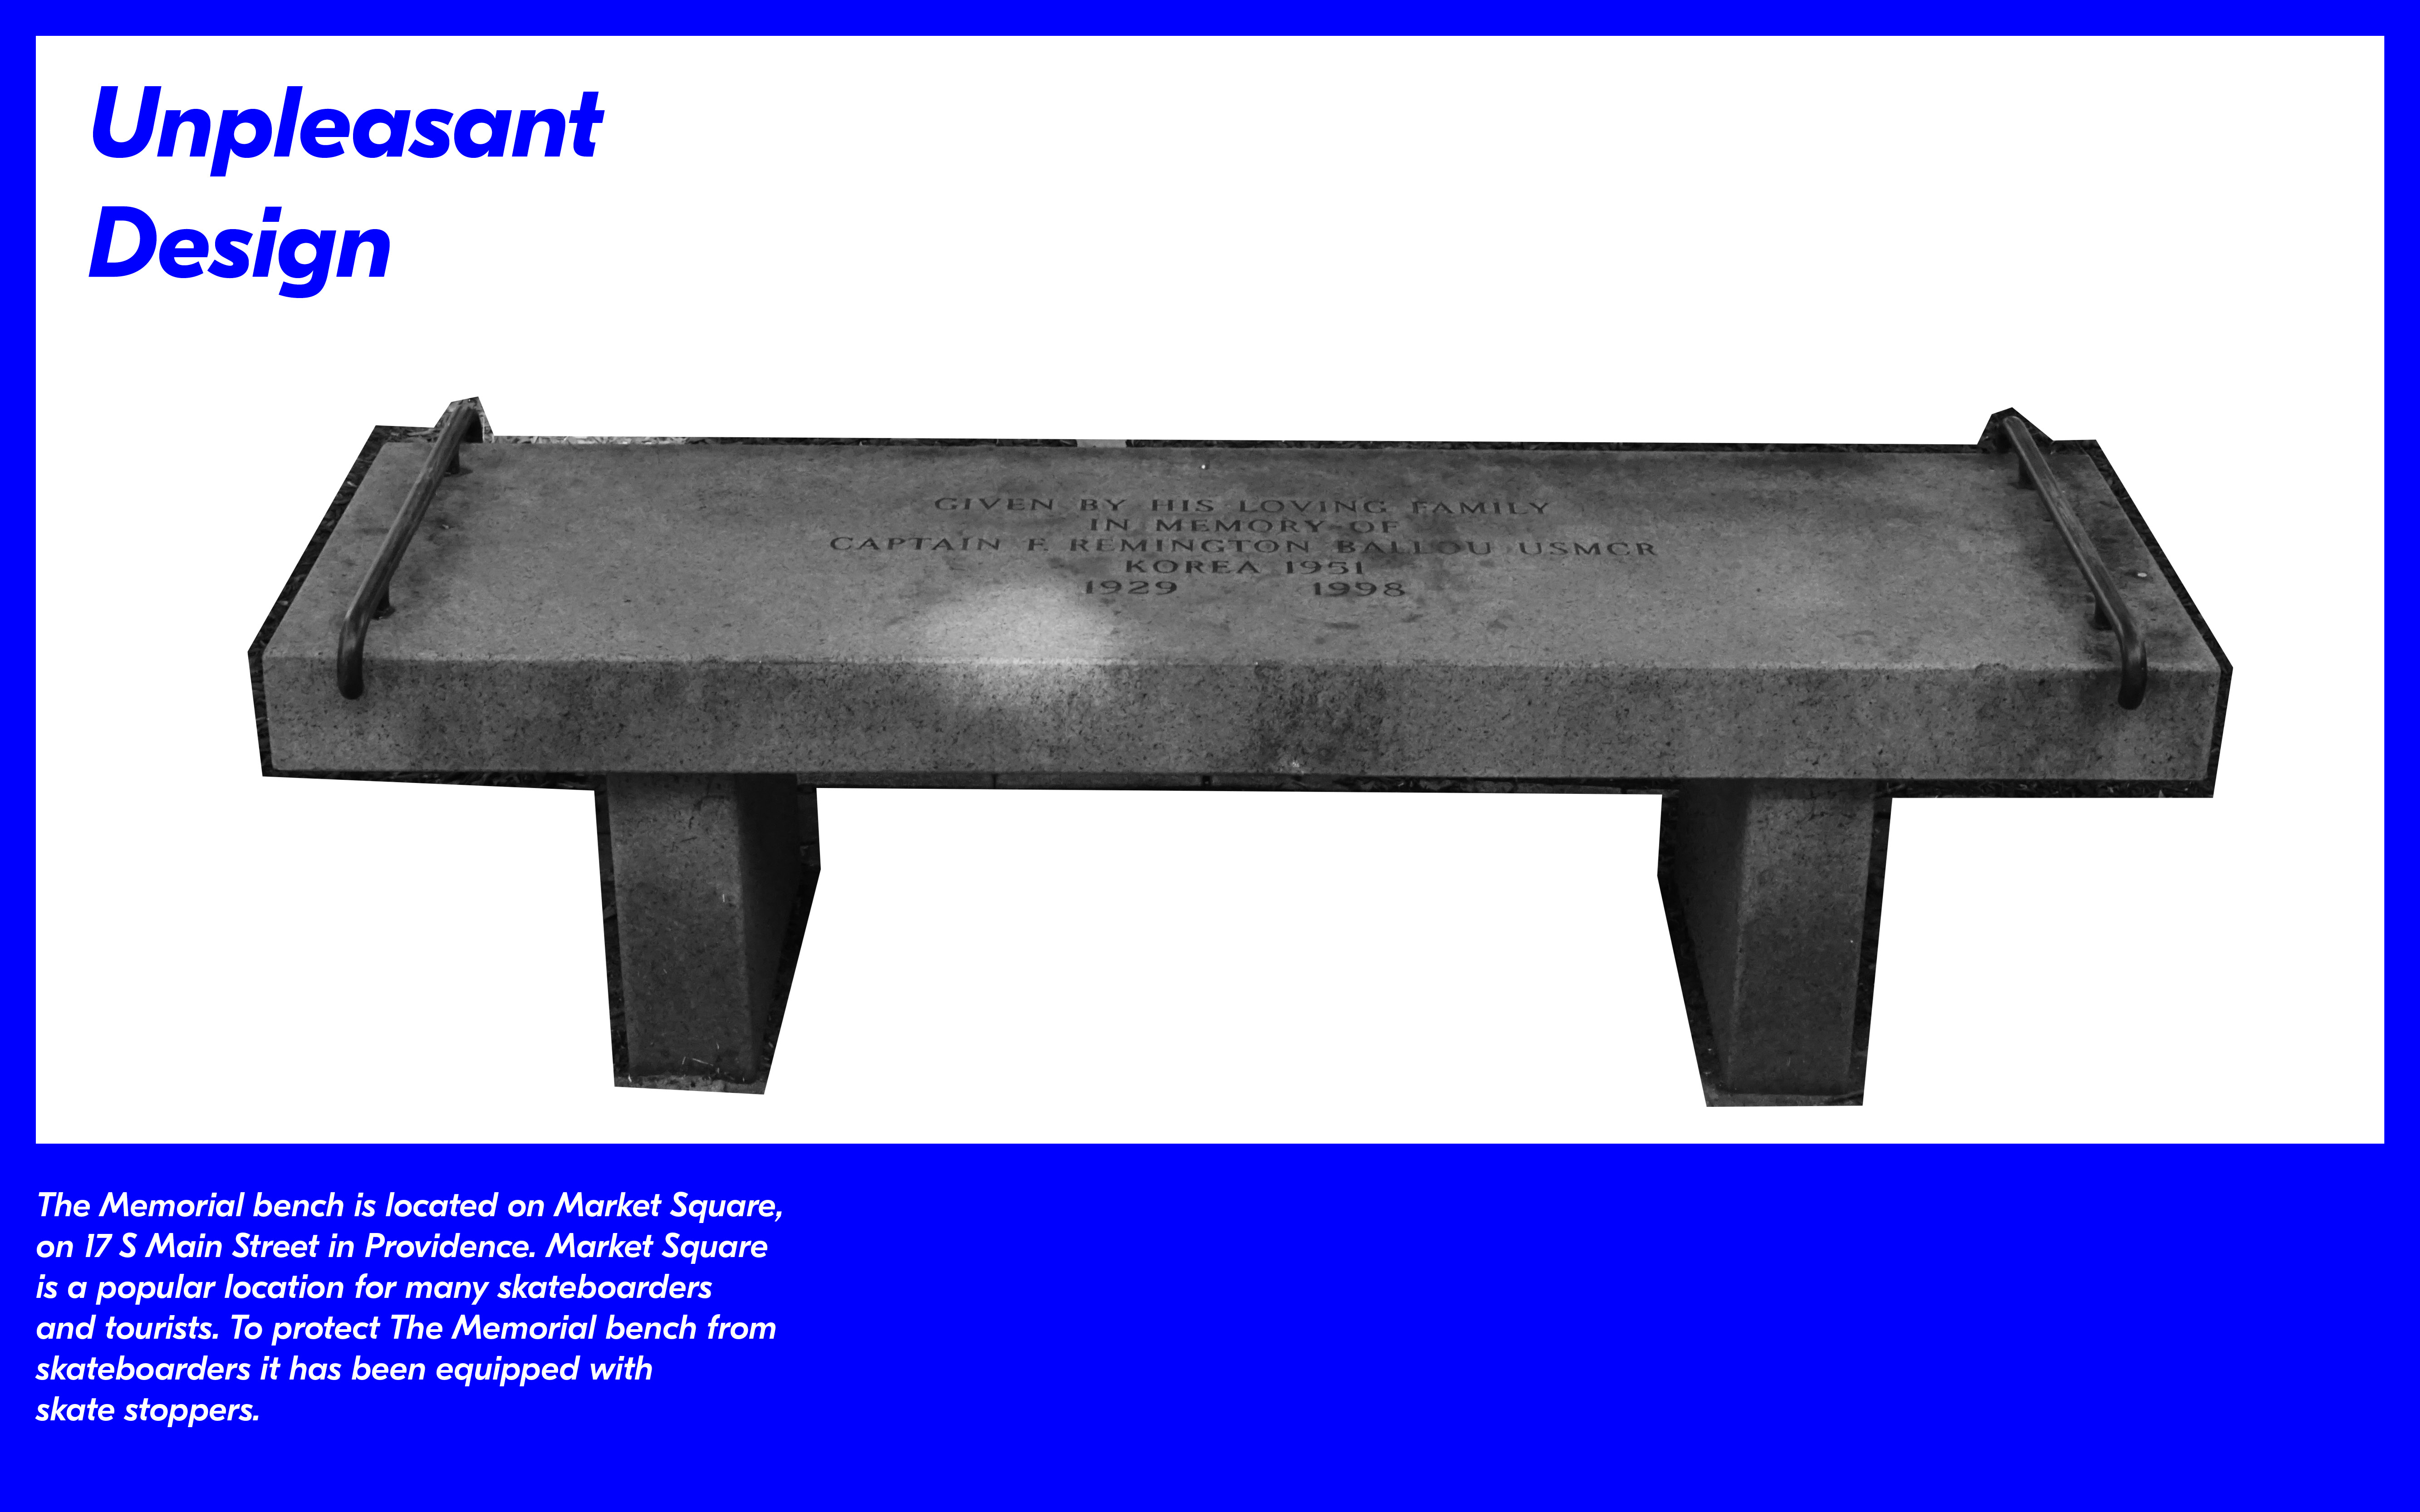 Unpleasant
Design
GIVEN BY HIS LOVING FAMILY
IN MEMORY OF
CAPTAIN F. REMINGTON BALLOU USMCR
KOREA 1951
1929 1998
The Memorial bench is located on Market Square,
on 17 S Main Street in Providence. Market Square
is a popular location for many skateboarders
and tourists. To protect The Memorial bench from
skateboarders it has been equipped with
skate stoppers.